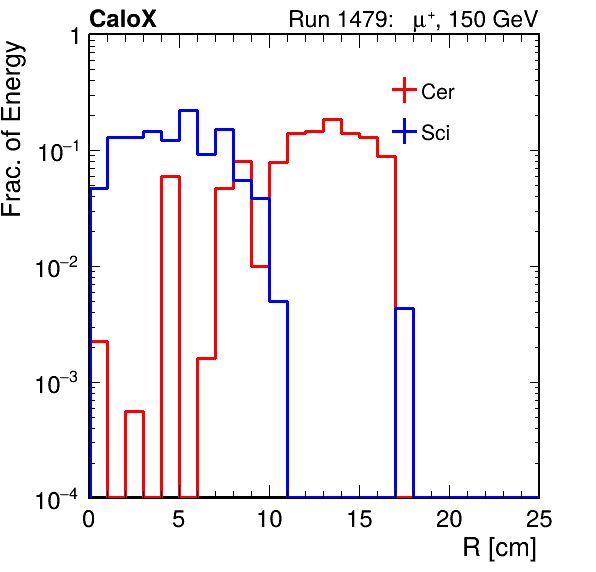 CaloX Run 1479: μ⁺, 150 GeV
Frac. of Energy
1
10⁻¹
10⁻²
10⁻³
10⁻⁴
Cer
Sci
0 5 10 15 20 25
R [cm]